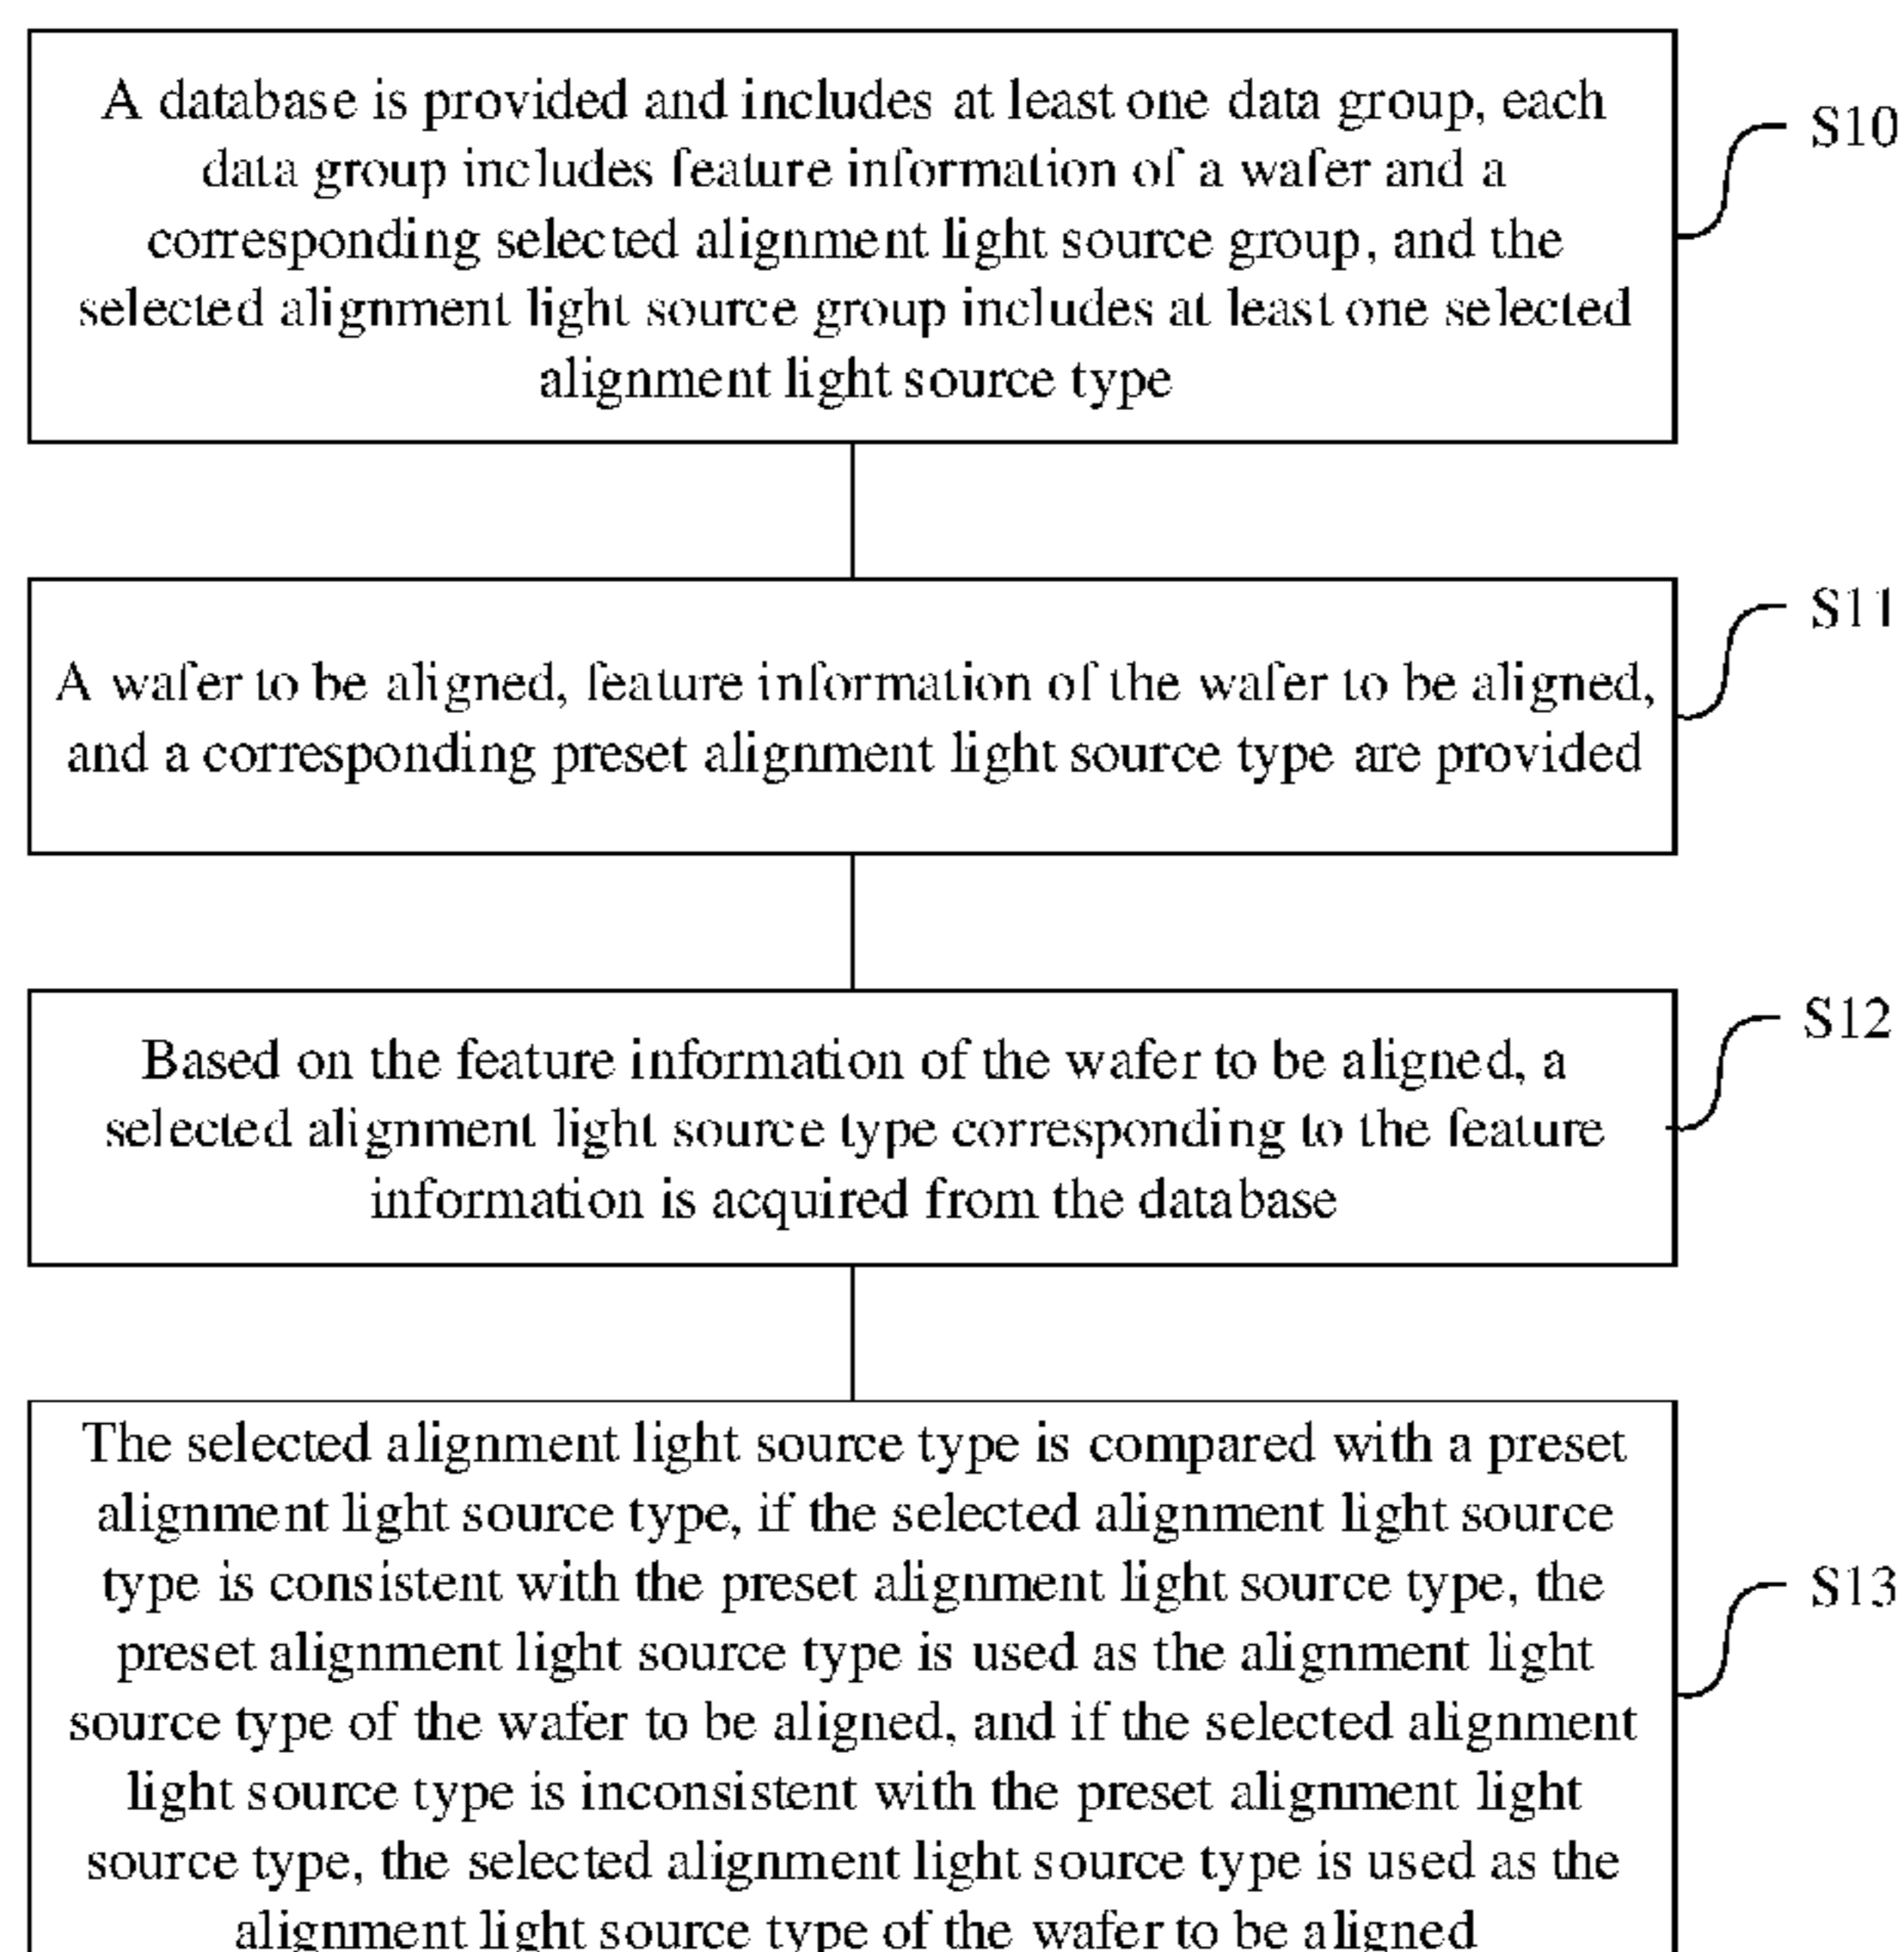 A database is provided and includes at least one data group, each
data group includes feature information of a wafer and a
corresponding selected alignment light source group, and the
selected alignment light source group includes at least one selected
alignment light source type
S10
A wafer to be aligned, feature information of the wafer to be aligned,
and a corresponding preset alignment light source type are provided
S11
Based on the feature information of the wafer to be aligned, a
selected alignment light source type corresponding to the feature
information is acquired from the database
S12
The selected alignment light source type is compared with a preset
alignment light source type, if the selected alignment light source
type is consistent with the preset alignment light source type, the
preset alignment light source type is used as the alignment light
source type of the wafer to be aligned, and if the selected alignment
light source type is inconsistent with the preset alignment light
source type, the selected alignment light source type is used as the
alignment light source type of the wafer to be aligned
S13